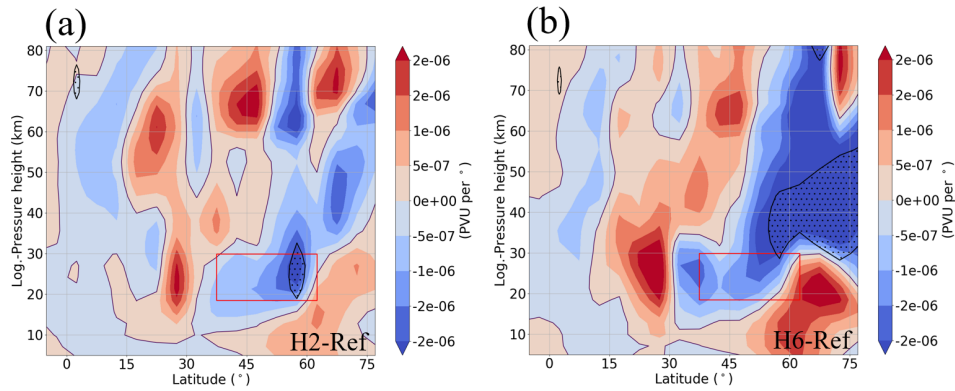 (a)
80
70
60
50
40
30
20
10
Log.-Pressure height (km)
0
15
30
45
60
75
Latitude (°)
H2-Ref
2e-06
2e-06
1e-06
5e-07
0e+00
-5e-07
-1e-06
-2e-06
-2e-06
(PVU per °)
(b)
80
70
60
50
40
30
20
10
Log.-Pressure height (km)
0
15
30
45
60
75
Latitude (°)
H6-Ref
2e-06
2e-06
1e-06
5e-07
0e+00
-5e-07
-1e-06
-2e-06
-2e-06
(PVU per °)